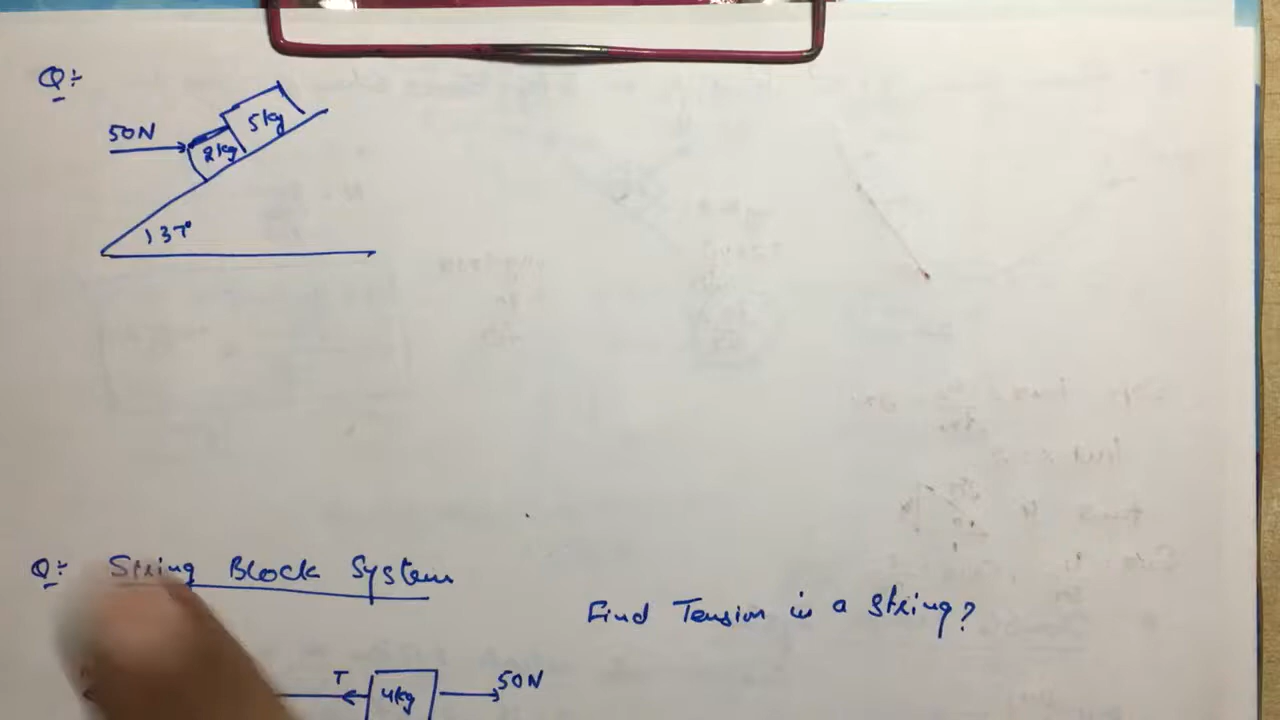 Q:-
50N
5kg
2kg
37°
Q:- String Block System
Find Tension in a string?
T
4kg
50N